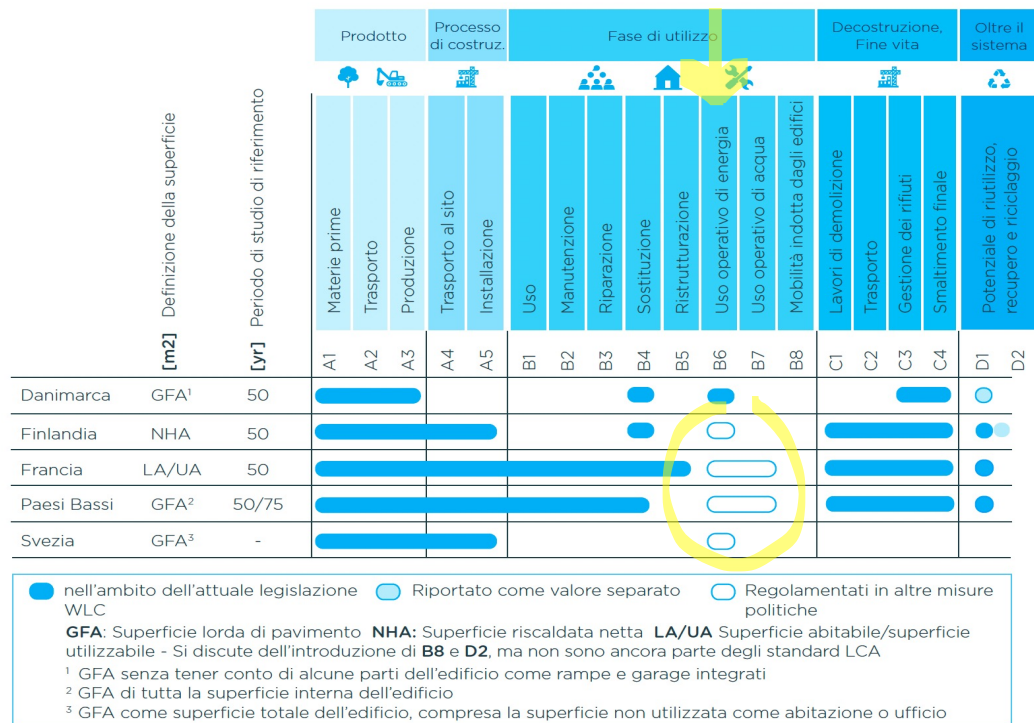 Prodotto
Processo
di costruz.
Fase di utilizzo
Decostruzione,
Fine vita
Oltre il
sistema
[m2] Definizione della superficie
[yr] Periodo di studio di riferimento
Materie prime
Trasporto
Produzione
Trasporto al sito
Installazione
Uso
Manutenzione
Riparazione
Sostituzione
Ristrutturazione
Uso operativo di energia
Uso operativo di acqua
Mobilità indotta dagli edifici
Lavori di demolizione
Trasporto
Gestione dei rifiuti
Smaltimento finale
Potenziale di riutilizzo,
recupero e riciclaggio
A1 A2 A3 A4 A5 B1 B2 B3 B4 B5 B6 B7 B8 C1 C2 C3 C4 D1 D2
Danimarca GFA¹ 50
Finlandia NHA 50
Francia LA/UA 50
Paesi Bassi GFA² 50/75
Svezia GFA³ -
nell'ambito dell'attuale legislazione
WLC
Riportato come valore separato
Regolamentati in altre misure
politiche
GFA: Superficie lorda di pavimento NHA: Superficie riscaldata netta LA/UA Superficie abitabile/superficie
utilizzabile - Si discute dell'introduzione di B8 e D2, ma non sono ancora parte degli standard LCA
¹ GFA senza tener conto di alcune parti dell'edificio come rampe e garage integrati
² GFA di tutta la superficie interna dell'edificio
³ GFA come superficie totale dell'edificio, compresa la superficie non utilizzata come abitazione o ufficio